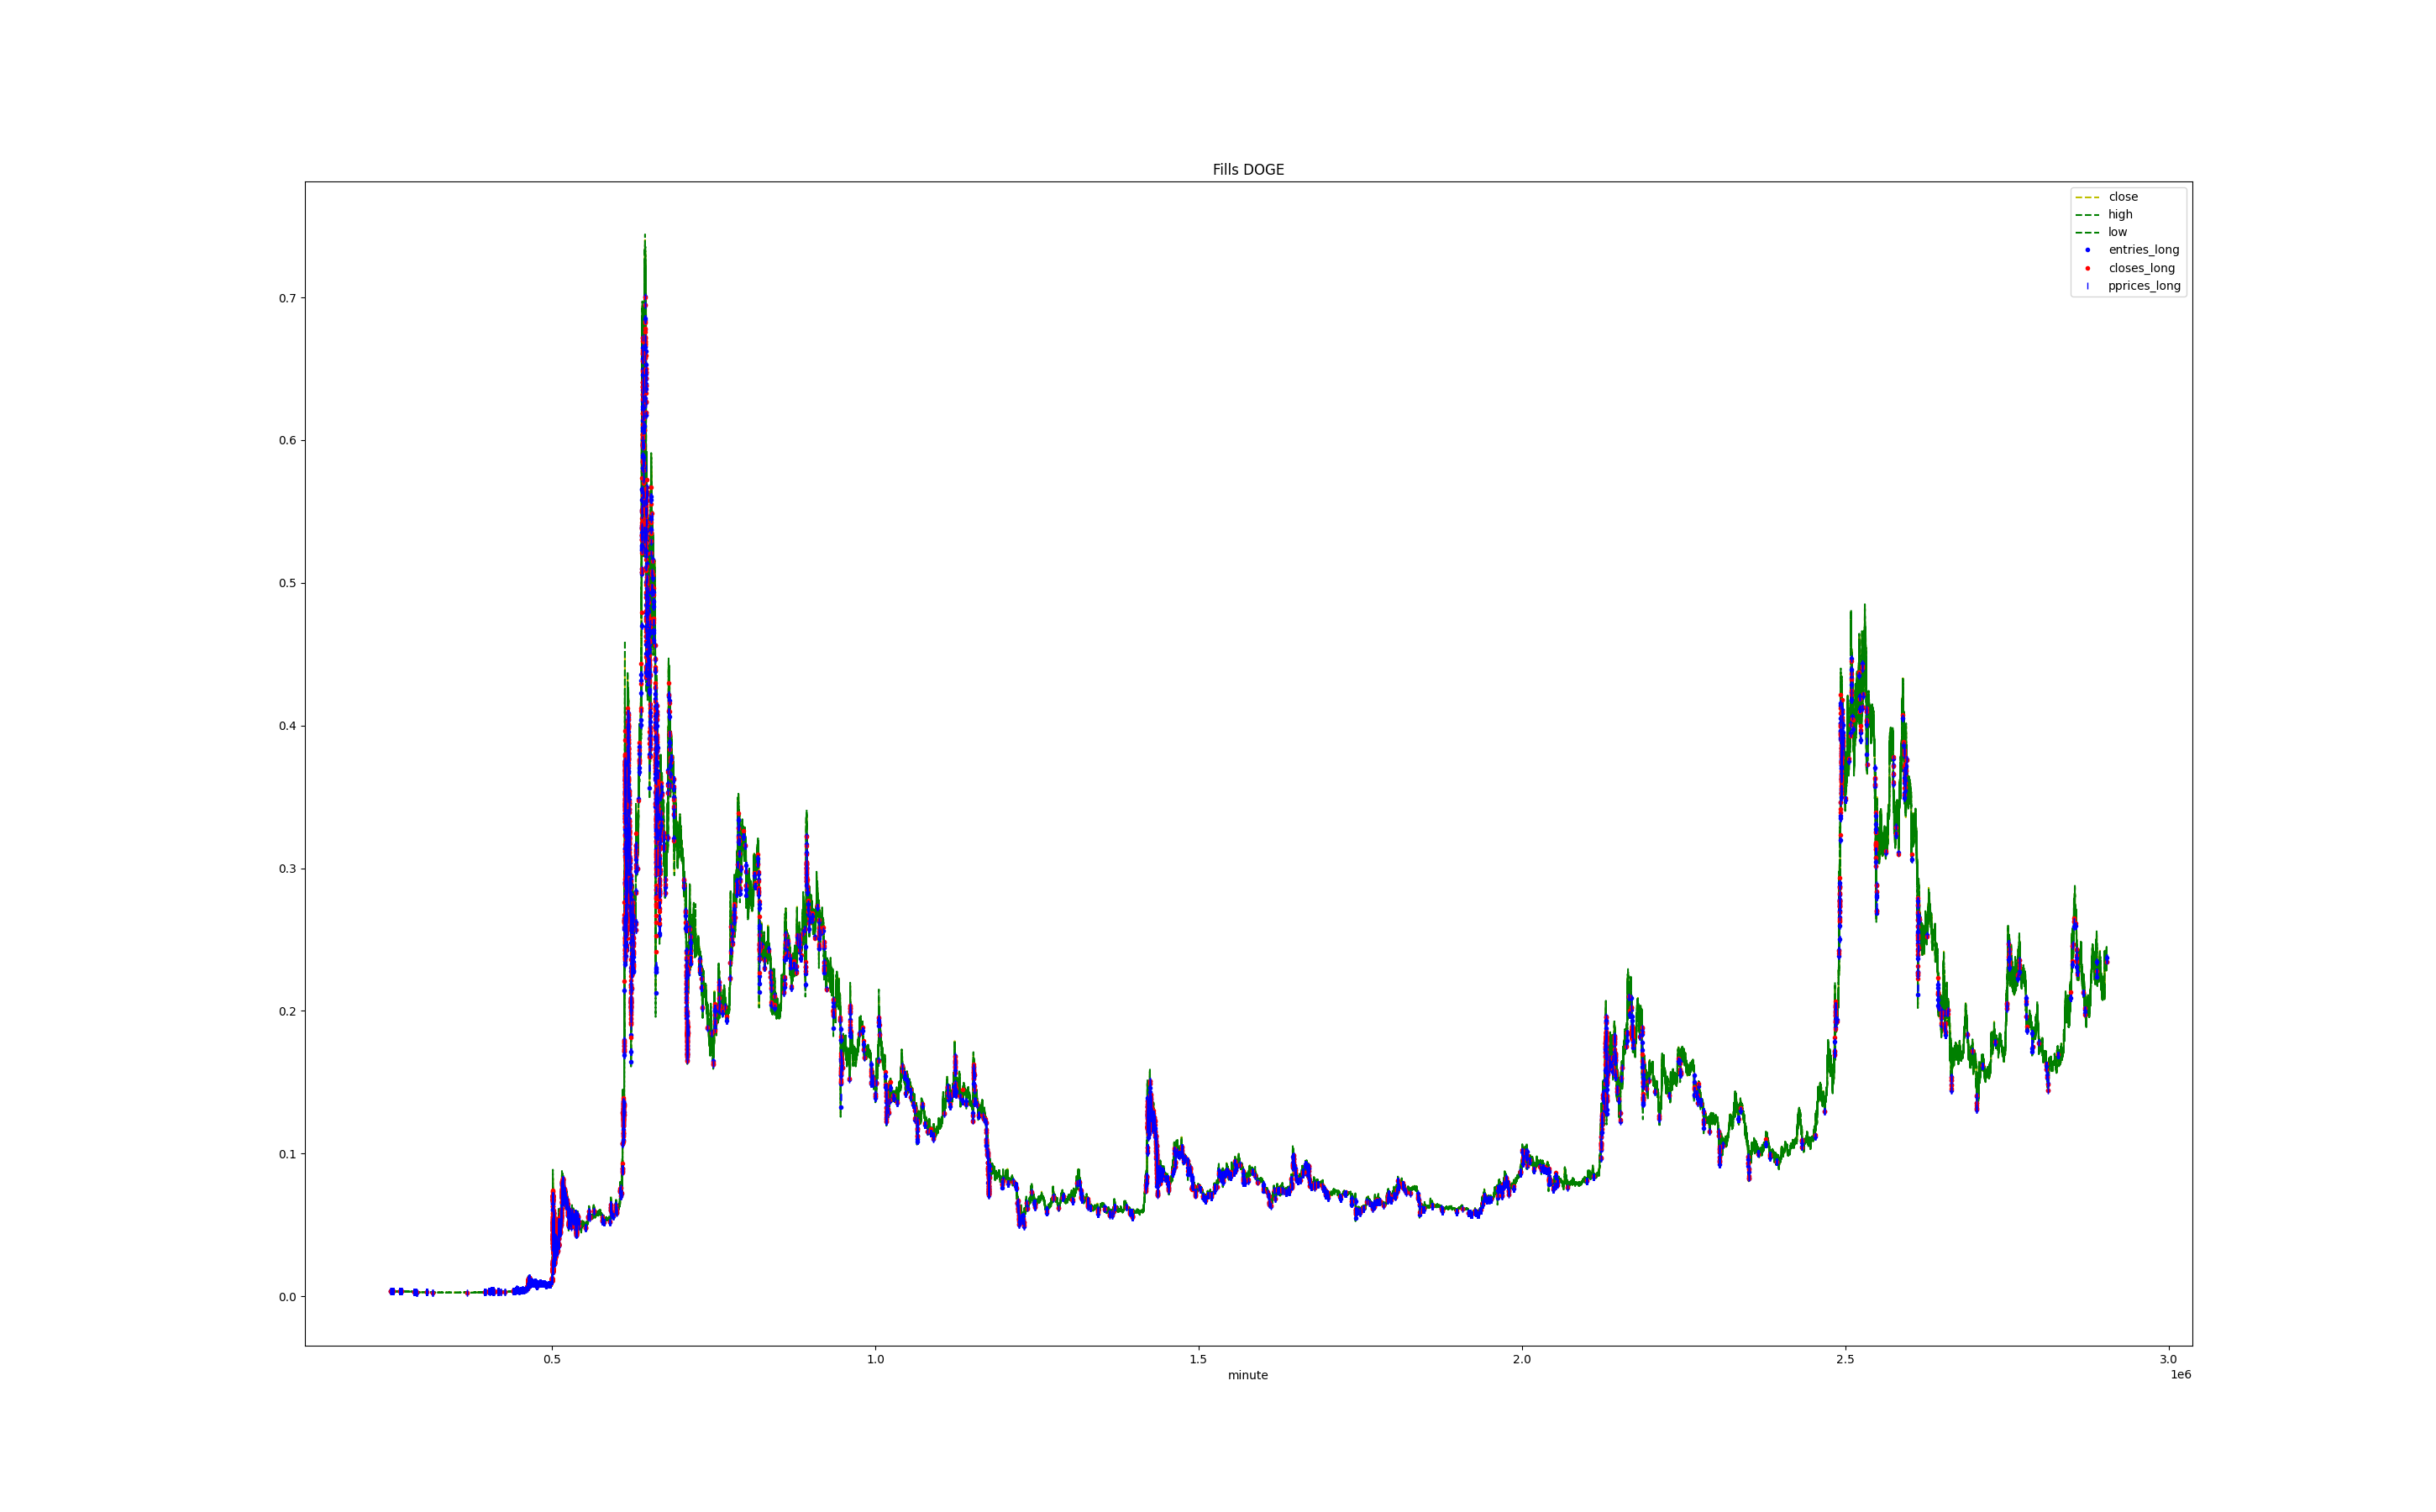 Fills DOGE
close
high
low
entries_long
closes_long
pprices_long
0.7
0.6
0.5
0.4
0.3
0.2
0.1
0.0
0.5 1.0 1.5 2.0 2.5 3.0
minute 1e6